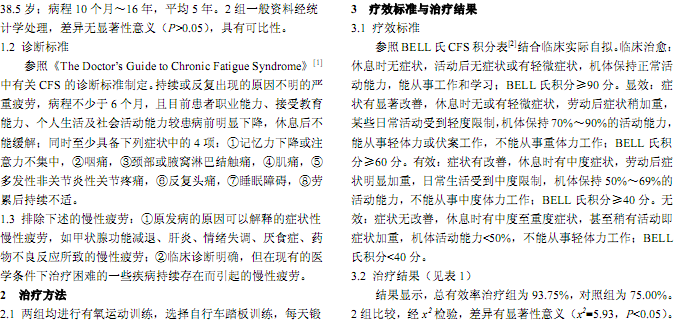 38.5 岁；病程 10 个月～16 年，平均 5 年。2 组一般资料经统
计学处理，差异无显著性意义（P>0.05），具有可比性。
1.2 诊断标准
参照《The Doctor's Guide to Chronic Fatigue Syndrome》[1]
中有关 CFS 的诊断标准制定。持续或反复出现的原因不明的严
重疲劳，病程不少于 6 个月，且目前患者职业能力、接受教育
能力、个人生活及社会活动能力较患病前明显下降，休息后不
能缓解；同时至少具备下列症状中的 4 项：①记忆力下降或注
意力不集中，②咽痛，③颈部或腋窝淋巴结触痛，④肌痛，⑤
多发性非关节炎性关节疼痛，⑥反复头痛，⑦睡眠障碍，⑧劳
累后持续不适。
1.3 排除下述的慢性疲劳：①原发病的原因可以解释的症状性
慢性疲劳，如甲状腺功能减退、肝炎、情绪失调、厌食症、药
物不良反应所致的慢性疲劳；②临床诊断明确，但在现有的医
学条件下治疗困难的一些疾病持续存在而引起的慢性疲劳。
2 治疗方法
2.1 两组均进行有氧运动训练，选择自行车踏板训练，每天锻
3 疗效标准与治疗结果
3.1 疗效标准
参照 BELL 氏 CFS 积分表[2]结合临床实际自拟。临床治愈：
休息时无症状，活动后无症状或有轻微症状，机体保持正常活
动能力，能从事工作和学习；BELL 氏积分≥90 分。显效：症
状有显著改善，休息时无或有轻微症状，劳动后症状稍加重，
某些日常活动受到轻度限制，机体保持 70%～90%的活动能力，
能从事轻体力或伏案工作，不能从事重体力工作；BELL 氏积
分≥60 分。有效：症状有改善，休息时有中度症状，劳动后症
状明显加重，日常生活受到中度限制，机体保持 50%～69%的
活动能力，不能从事中度体力工作；BELL 氏积分≥40 分。无
效：症状无改善，休息时有中度至重度症状，甚至稍有活动即
症状加重，机体活动能力<50%，不能从事轻体力工作；BELL
氏积分<40 分。
3.2 治疗结果（见表 1）
结果显示，总有效率治疗组为 93.75%，对照组为 75.00%。
2 组比较，经 x² 检验，差异有显著性意义（x²=5.93，P<0.05）。